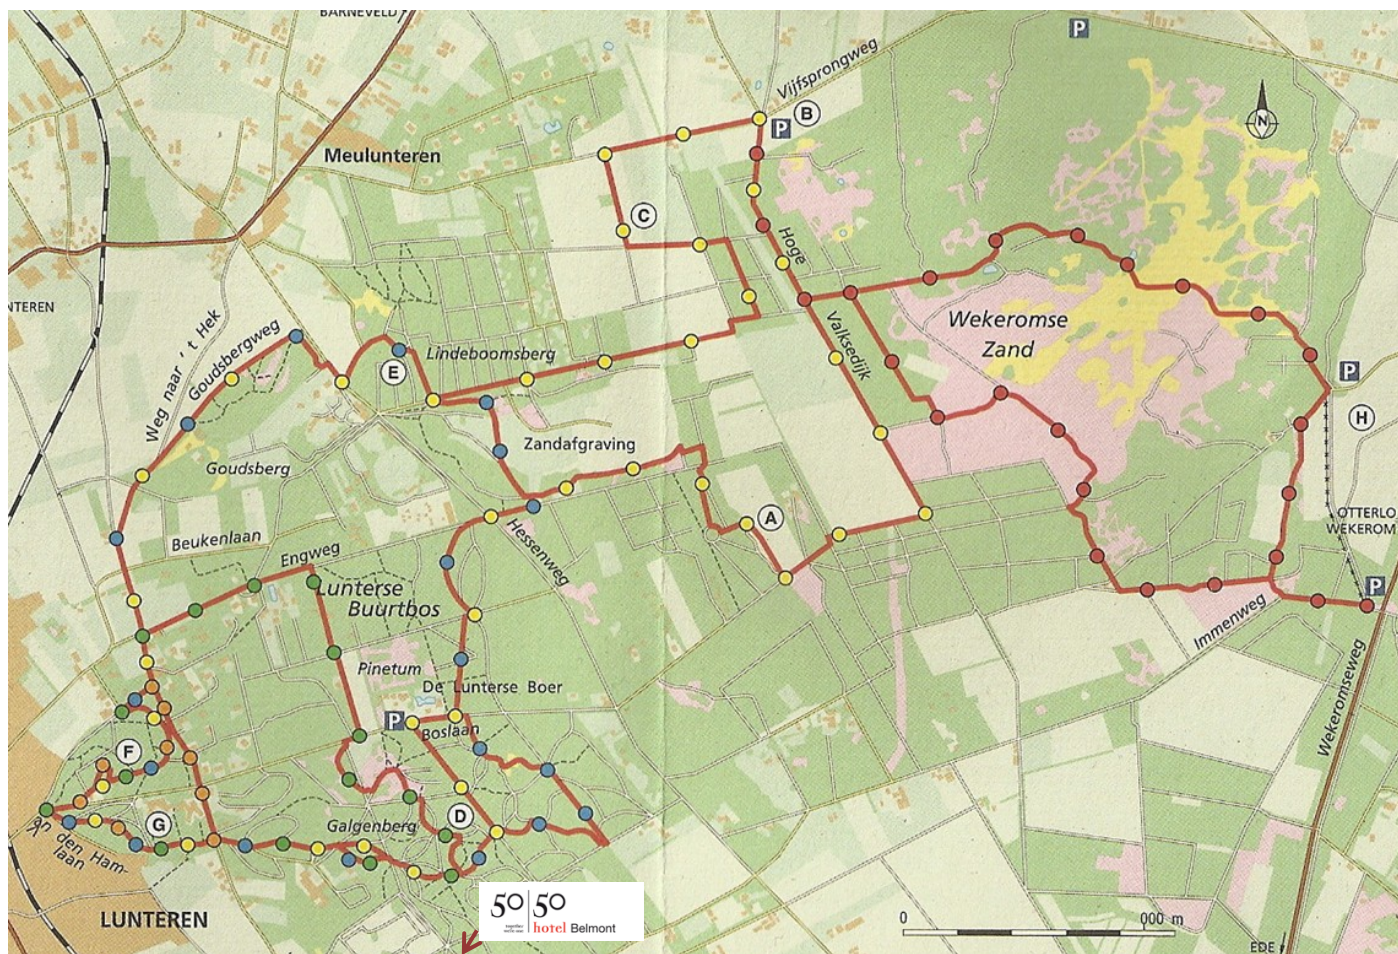 BARNEVELD
P
Vijfsprongweg
P
B
N
Meulunteren
C
Hoge
NTEREN
Weg naar 't Hek
Goudsbergweg
Lindeboomsberg
E
Valksedijk
Wekeromse
Zand
P
H
Zandafgraving
Goudsberg
A
OTTERLO
WEKEROM
Beukenlaan
Engweg
Hessenweg
Lunterse
Buurtbos
P
Immenweg
Pinetum
De Lunterse Boer
P
Boslaan
Wekeromseweg
F
G
D
Galgenberg
an den Ham-
laan
LUNTEREN
50|50
hotel Belmont
0
000 m
EDE